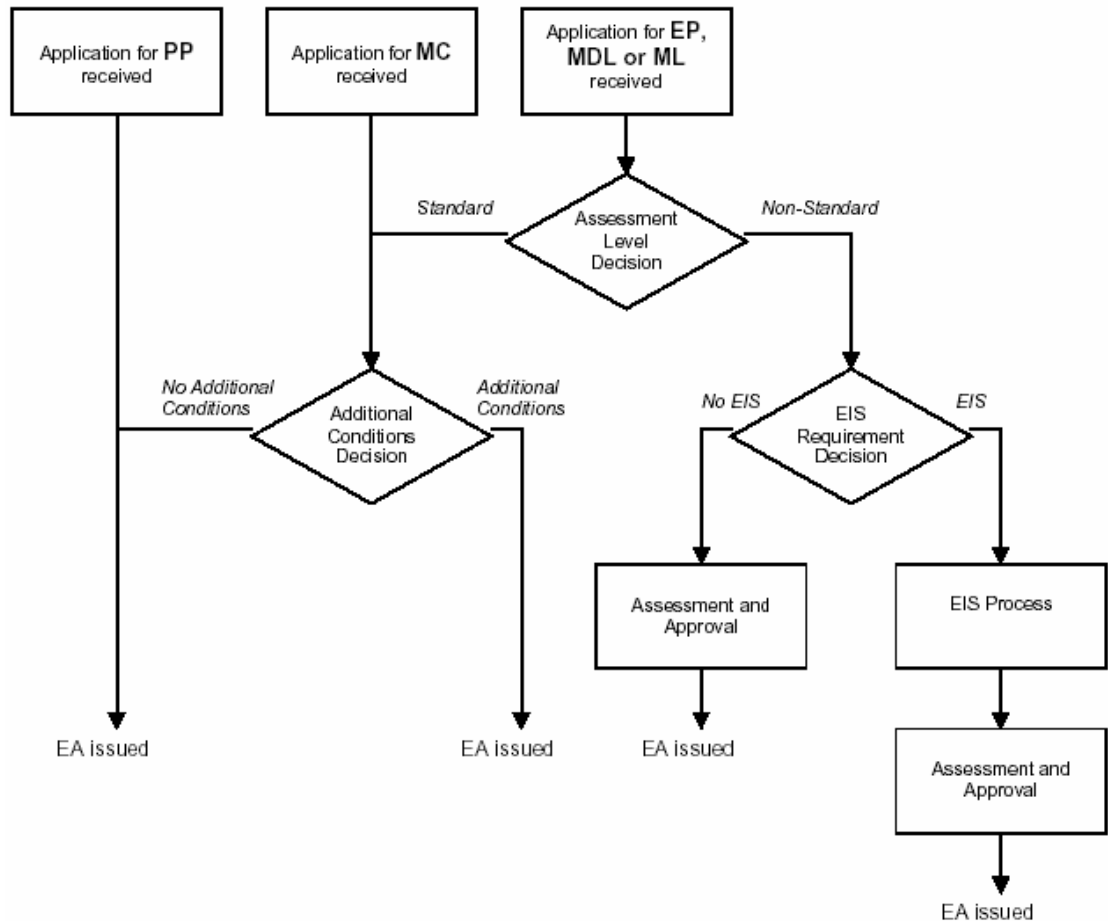 Application for PP
received
Application for MC
received
Application for EP,
MDL or ML
received
Standard
Non-Standard
Assessment
Level
Decision
No Additional
Conditions
Additional
Conditions
Additional
Conditions
Decision
No EIS
EIS
EIS
Requirement
Decision
Assessment and
Approval
EIS Process
EA issued
EA issued
EA issued
Assessment and
Approval
EA issued